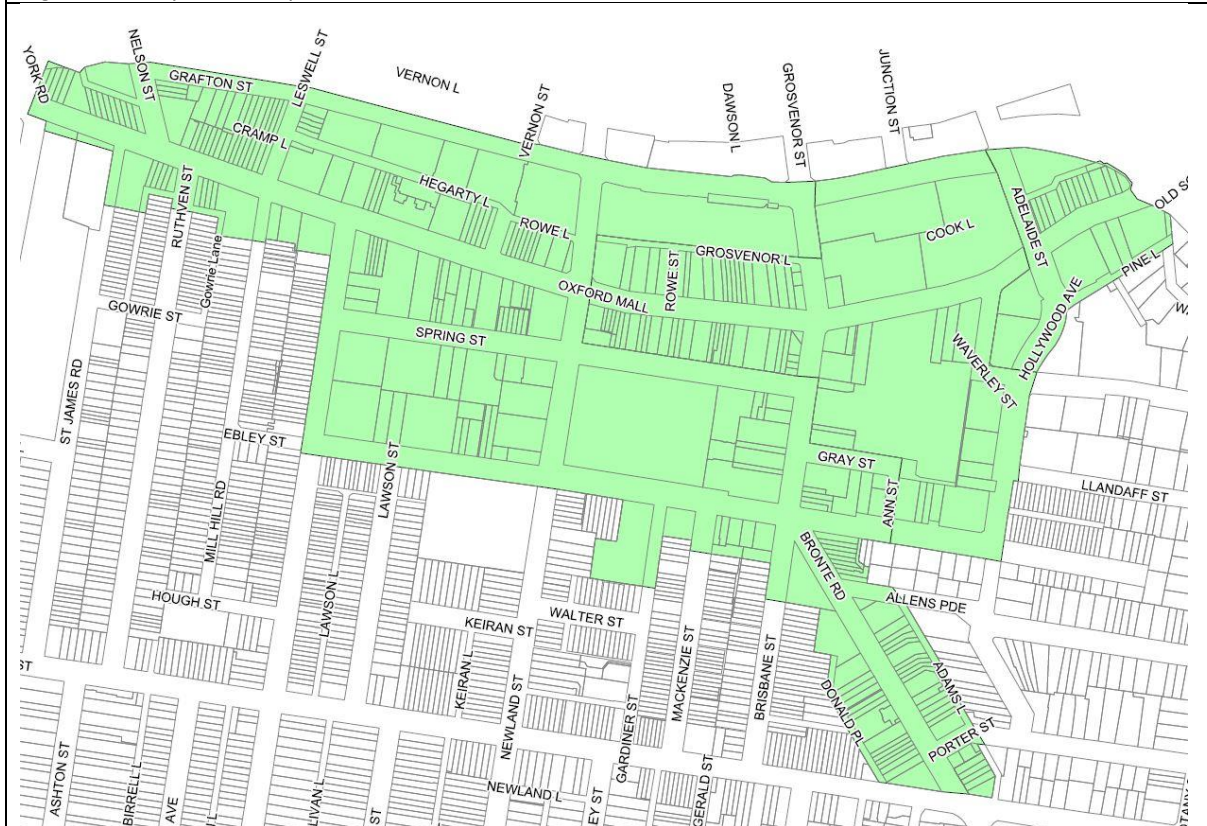 YORK RD
NELSON ST
GRAFTON ST
LESWELL ST
VERNON L
VERNON ST
DAWSON L
GROSVENOR ST
JUNCTION ST
CRAMP L
HEGARTY L
ROWE L
ROWE ST
GROSVENOR L
COOK L
ADELAIDE ST
PINE L
HOLLYWOOD AVE
RUTHVEN ST
Gowrie Lane
OXFORD MALL
GOWRIE ST
SPRING ST
WAVERLEY ST
ST JAMES RD
EBLEY ST
LAWSON ST
GRAY ST
ANN ST
LLANDAFF ST
MILL HILL RD
LAWSON L
HOUGH ST
BRONTE RD
ALLENS PDE
KEIRAN ST
WALTER ST
KEIRAN L
NEWLAND ST
GARDINER ST
MACKENZIE ST
BRISBANE ST
DONALD PL
ADAMS L
PORTER ST
ST
ASHTON ST
BIRRELL L
AVE
ST
NEWLAND L